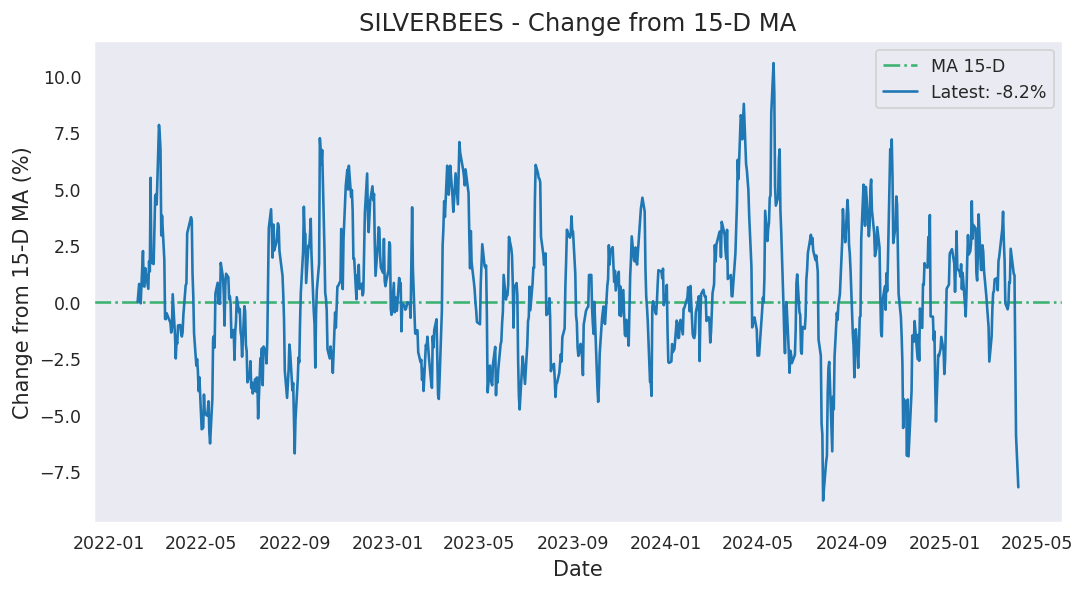 SILVERBEES - Change from 15-D MA
MA 15-D
Latest: -8.2%
Change from 15-D MA (%)
10.0
7.5
5.0
2.5
0.0
−2.5
−5.0
−7.5
2022-01 2022-05 2022-09 2023-01 2023-05 2023-09 2024-01 2024-05 2024-09 2025-01 2025-05
Date